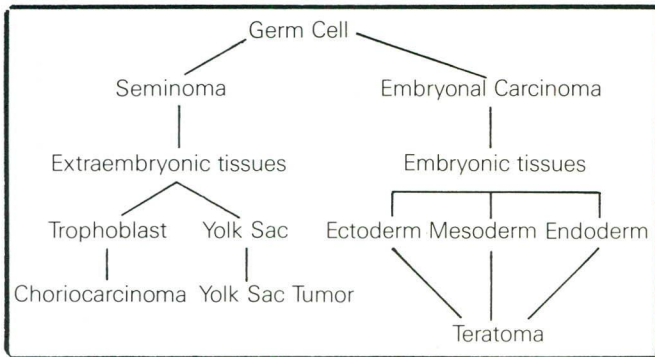 Germ Cell
Seminoma Embryonal Carcinoma
Extraembryonic tissues Embryonic tissues
Trophoblast Yolk Sac Ectoderm Mesoderm Endoderm
Choriocarcinoma Yolk Sac Tumor
Teratoma